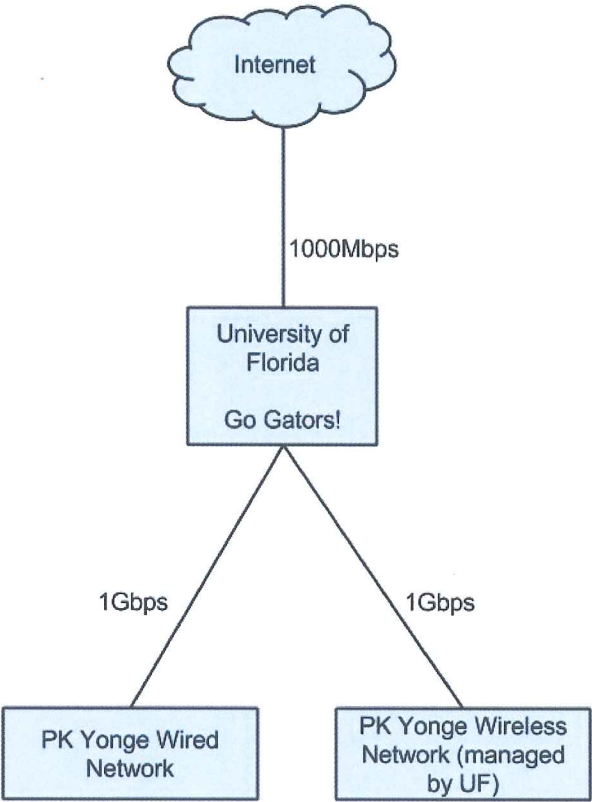 Internet
1000Mbps
University of
Florida
Go Gators!
1Gbps
1Gbps
PK Yonge Wired
Network
PK Yonge Wireless
Network (managed
by UF)